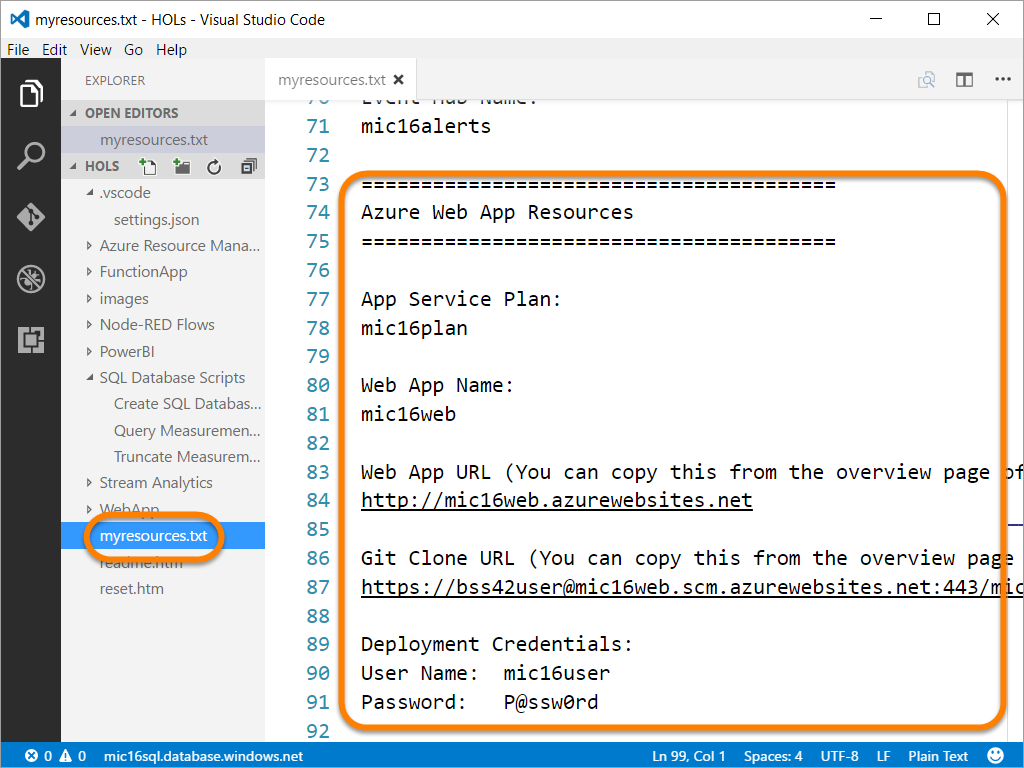 myresources.txt - HOLs - Visual Studio Code
File Edit View Go Help
EXPLORER
OPEN EDITORS
myresources.txt
HOLS
.vscode
settings.json
Azure Resource Mana...
FunctionApp
images
Node-RED Flows
PowerBI
SQL Database Scripts
Create SQL Databas...
Query Measuremen...
Truncate Measurem...
Stream Analytics
WebApp
myresources.txt
readme.htm
reset.htm
myresources.txt
70 Event Hub Name:
71 mic16alerts
72
73 ========================================
74 Azure Web App Resources
75 ========================================
76
77 App Service Plan:
78 mic16plan
79
80 Web App Name:
81 mic16web
82
83 Web App URL (You can copy this from the overview page of
84 http://mic16web.azurewebsites.net
85
86 Git Clone URL (You can copy this from the overview page
87 https://bss42user@mic16web.scm.azurewebsites.net:443/mic
88
89 Deployment Credentials:
90 User Name:  mic16user
91 Password:   P@ssw0rd
92
0 0 mic16sql.database.windows.net Ln 99, Col 1 Spaces: 4 UTF-8 LF Plain Text